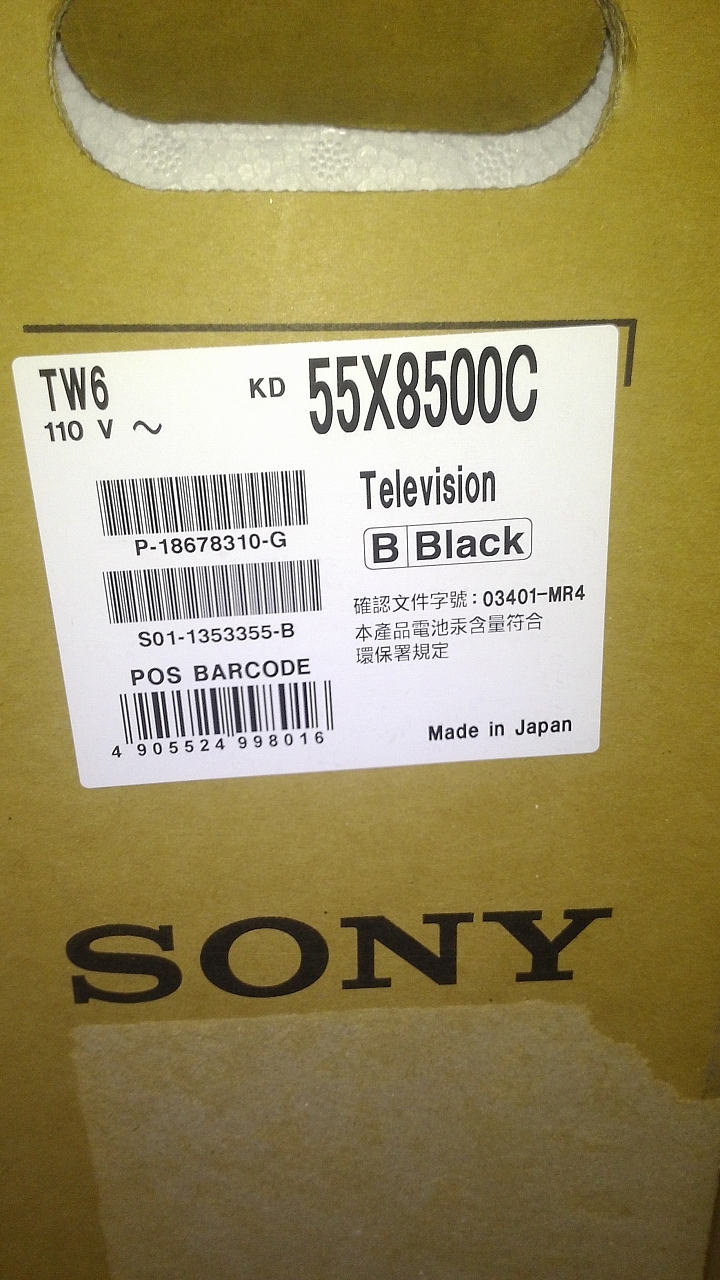 TW6
110 V ~
KD 55X8500C
P-18678310-G
S01-1353355-B
POS BARCODE
4 905524 998016
Television
B Black
確認文件字號：03401-MR4
本產品電池汞含量符合
環保署規定
Made in Japan
SONY